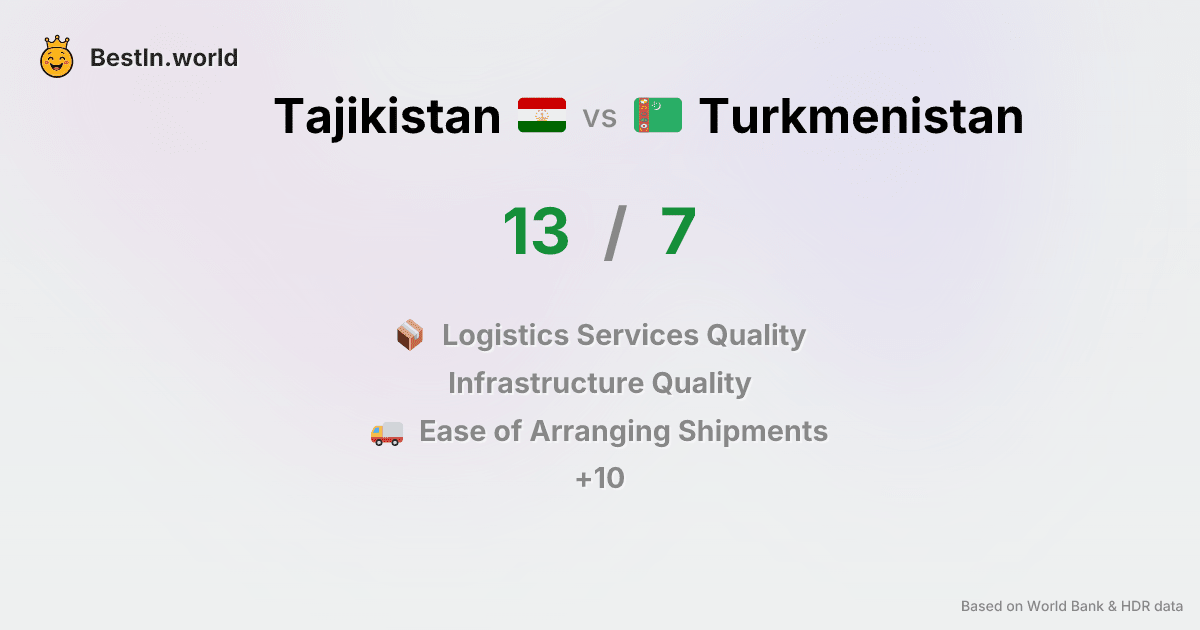 BestIn.world
Tajikistan vs Turkmenistan
13 / 7
Logistics Services Quality
Infrastructure Quality
Ease of Arranging Shipments
+10
Based on World Bank & HDR data